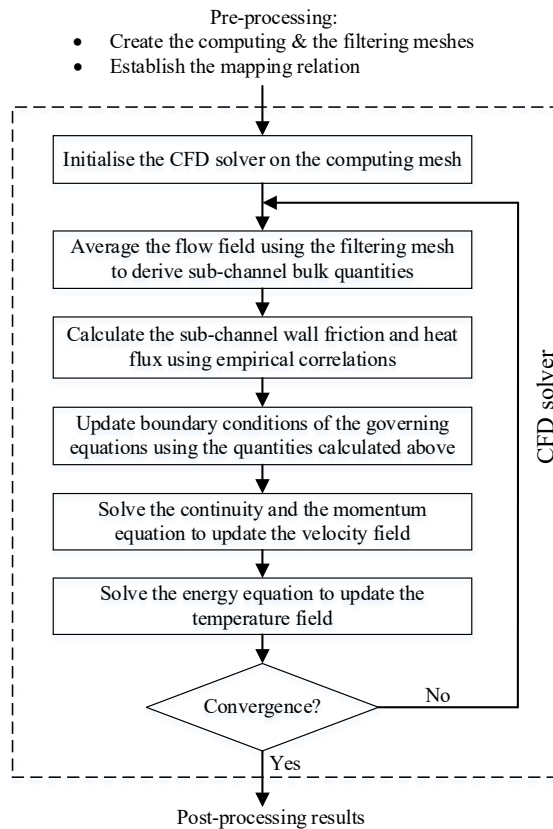 Pre-processing:
• Create the computing & the filtering meshes
• Establish the mapping relation
Initialise the CFD solver on the computing mesh
Average the flow field using the filtering mesh
to derive sub-channel bulk quantities
Calculate the sub-channel wall friction and heat
flux using empirical correlations
Update boundary conditions of the governing
equations using the quantities calculated above
Solve the continuity and the momentum
equation to update the velocity field
Solve the energy equation to update the
temperature field
Convergence?
No
Yes
CFD solver
Post-processing results